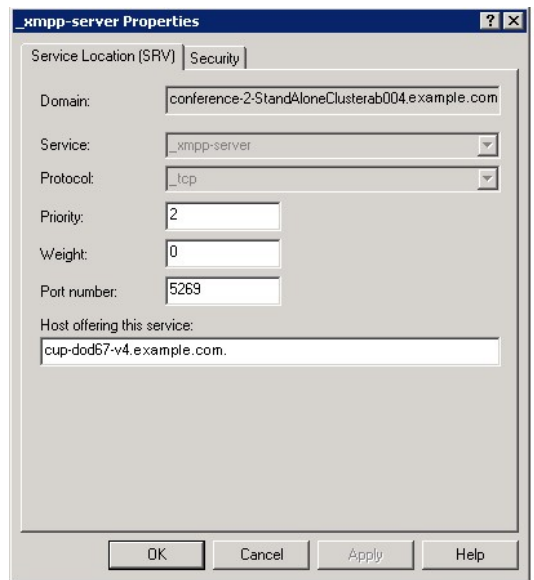 _xmpp-server Properties
Service Location (SRV) Security
Domain: conference-2-StandAloneClusterab004.example.com
Service: _xmpp-server
Protocol: _tcp
Priority: 2
Weight: 0
Port number: 5269
Host offering this service:
cup-dod67-v4.example.com.
OK Cancel Apply Help